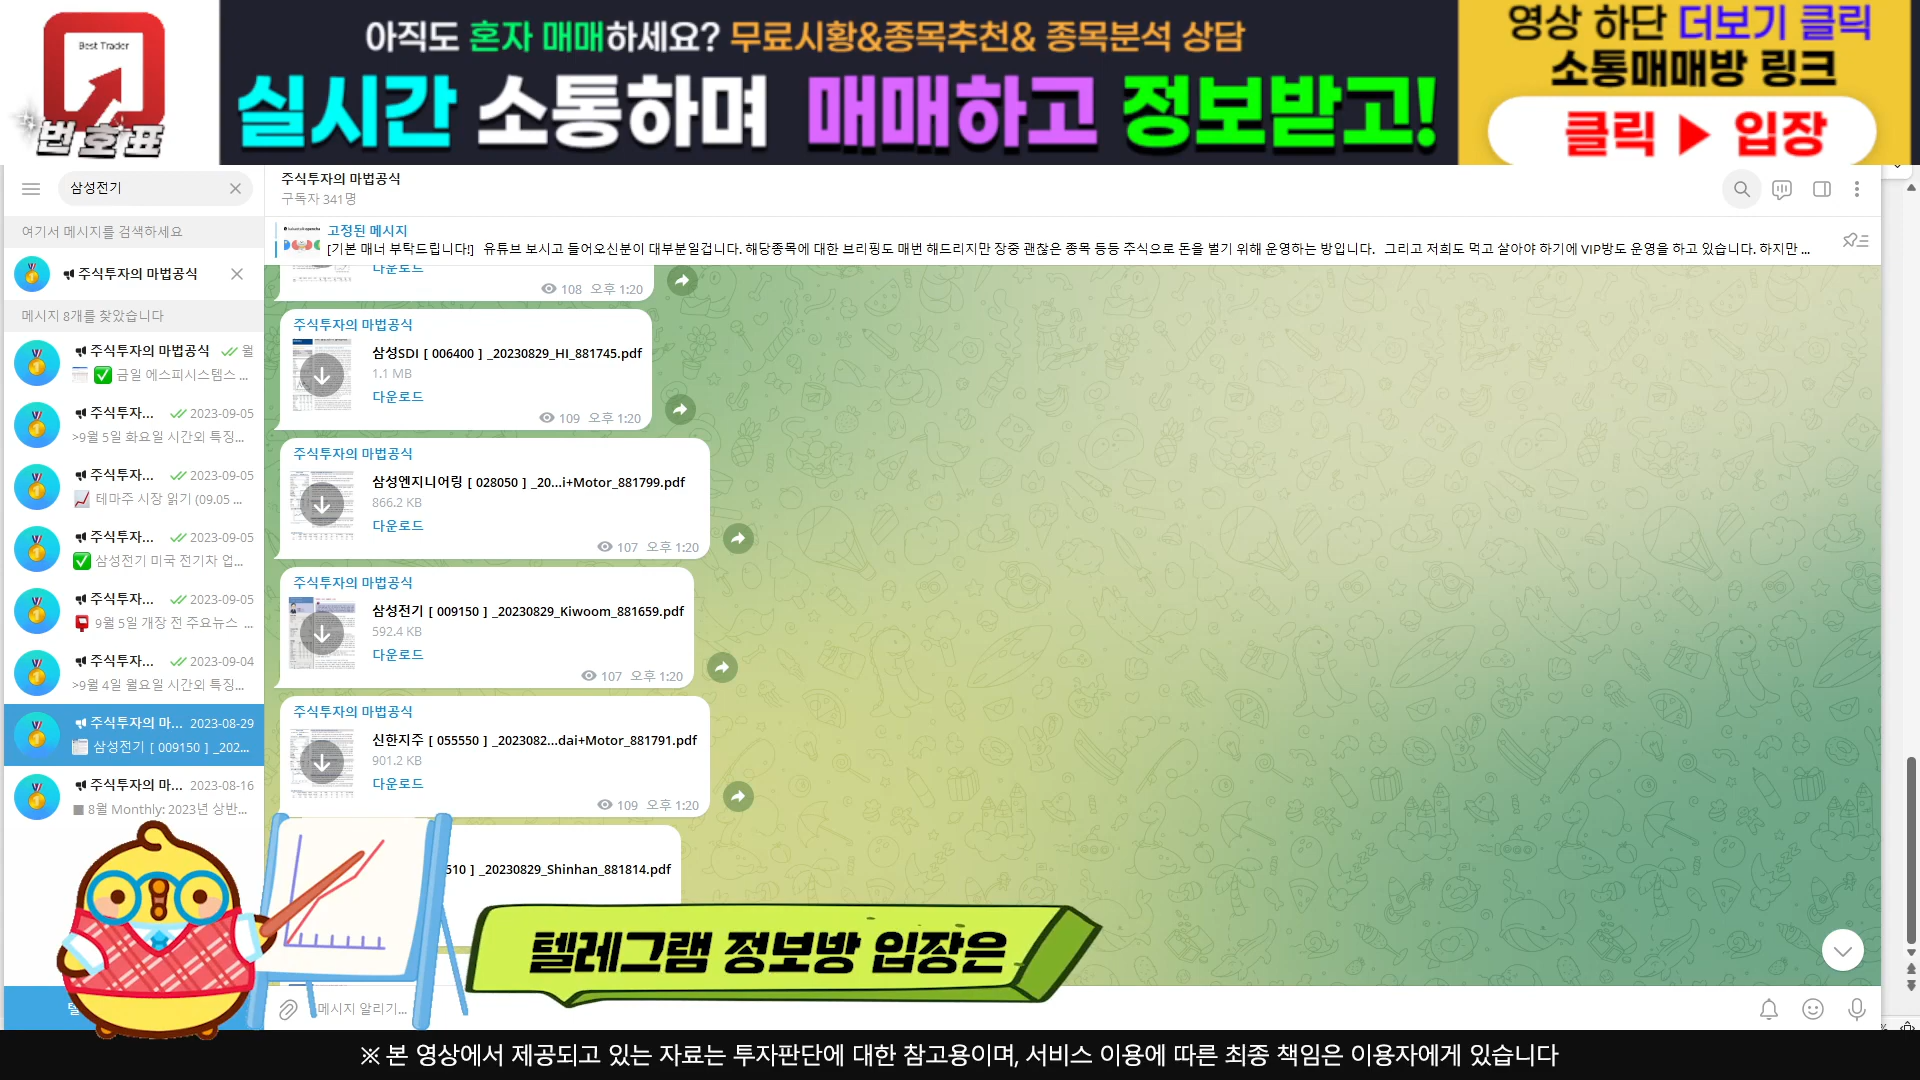 Best Trader
번호표
아직도 혼자 매매하세요? 무료시황&종목추천& 종목분석 상담
실시간 소통하며 매매하고 정보받고!
영상 하단 더보기 클릭
소통매매방 링크
클릭 ▶ 입장
삼성전기
여기서 메시지를 검색하세요
주식투자의 마법공식
메시지 8개를 찾았습니다
주식투자의 마법공식 월
금일 에스피시스템스 ...
주식투자... 2023-09-05
>9월 5일 화요일 시간외 특징...
주식투자... 2023-09-05
테마주 시장 읽기 (09.05 ...
주식투자... 2023-09-05
삼성전기 미국 전기차 업...
주식투자... 2023-09-05
9월 5일 개장 전 주요뉴스 ...
주식투자... 2023-09-04
>9월 4일 월요일 시간외 특징...
주식투자의 마... 2023-08-29
삼성전기 [ 009150 ] _202...
주식투자의 마... 2023-08-16
■ 8월 Monthly: 2023년 상반...
주식투자의 마법공식
구독자 341명
고정된 메시지
[기본 매너 부탁드립니다!] 유튜브 보시고 들어오신분이 대부분일겁니다. 해당종목에 대한 브리핑도 매번 해드리지만 장중 괜찮은 종목 등등 주식으로 돈을 벌기 위해 운영하는 방입니다. 그리고 저희도 먹고 살아야 하기에 VIP방도 운영을 하고 있습니다. 하지만 ...
다운로드
108 오후 1:20
주식투자의 마법공식
삼성SDI [ 006400 ] _20230829_HI_881745.pdf
1.1 MB
다운로드
109 오후 1:20
주식투자의 마법공식
삼성엔지니어링 [ 028050 ] _20...i+Motor_881799.pdf
866.2 KB
다운로드
107 오후 1:20
주식투자의 마법공식
삼성전기 [ 009150 ] _20230829_Kiwoom_881659.pdf
592.4 KB
다운로드
107 오후 1:20
주식투자의 마법공식
신한지주 [ 055550 ] _2023082...dai+Motor_881791.pdf
901.2 KB
다운로드
109 오후 1:20
510 ] _20230829_Shinhan_881814.pdf
텔레그램 정보방 입장은
메시지 알리기...
※ 본 영상에서 제공되고 있는 자료는 투자판단에 대한 참고용이며, 서비스 이용에 따른 최종 책임은 이용자에게 있습니다